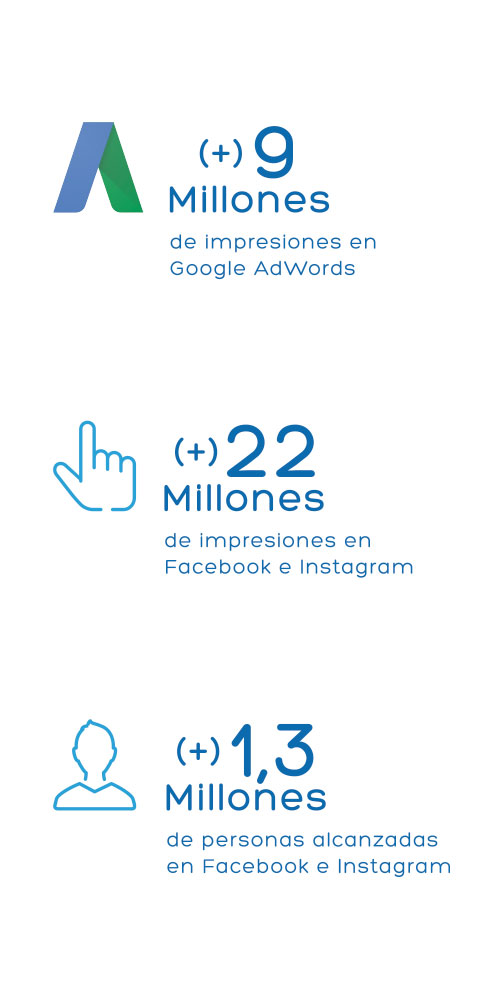 (+) 9
Millones
de impresiones en
Google AdWords
(+) 22
Millones
de impresiones en
Facebook e Instagram
(+) 1,3
Millones
de personas alcanzadas
en Facebook e Instagram